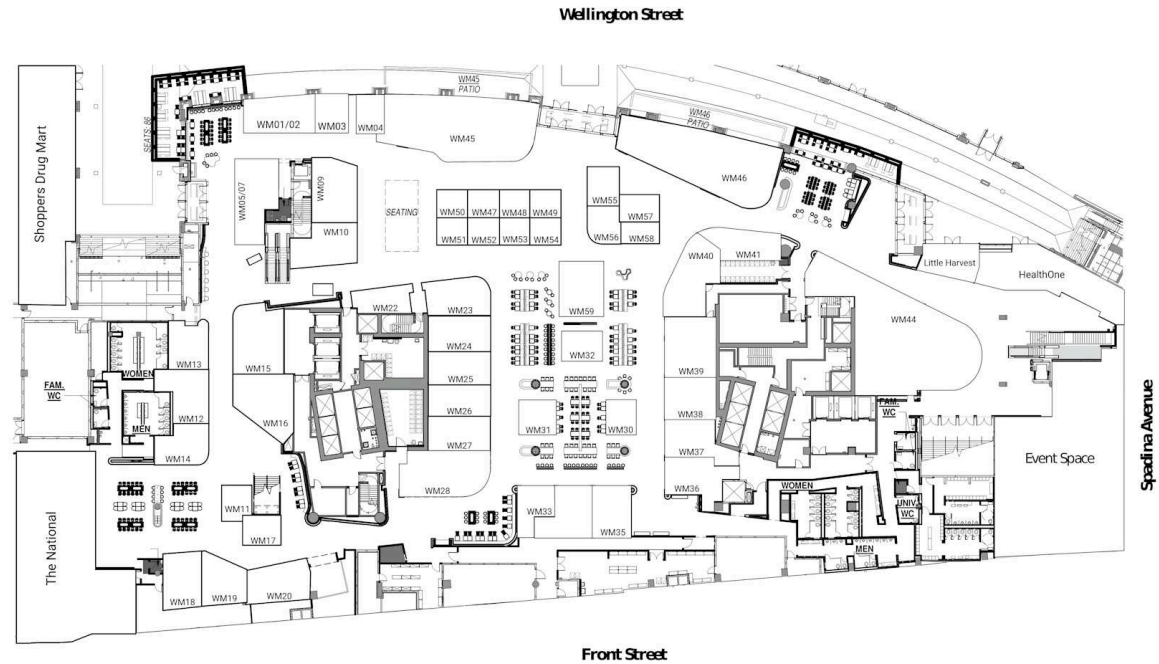 Wellington Street
WM45
PATIO
WM46
PATIO
SEATS: 86
WM01/02
WM03
WM04
WM45
WM46
Shoppers Drug Mart
WM05/07
WM09
WM10
SEATING
WM50
WM47
WM48
WM49
WM51
WM52
WM53
WM54
WM55
WM57
WM56
WM58
WM40
WM41
Little Harvest
HealthOne
WM22
WM23
WM59
WM44
WM24
WM32
WM13
WOMEN
WM15
WM25
WM39
FAM.
WC
WM12
MEN
WM14
WM16
WM26
WM31
WM30
WM38
FAM.
WC
WM27
WM37
Event Space
Spadina Avenue
WM28
WM36
WOMEN
UNIV.
WC
WM11
WM17
WM33
WM35
MEN
The National
WM18
WM19
WM20
Front Street